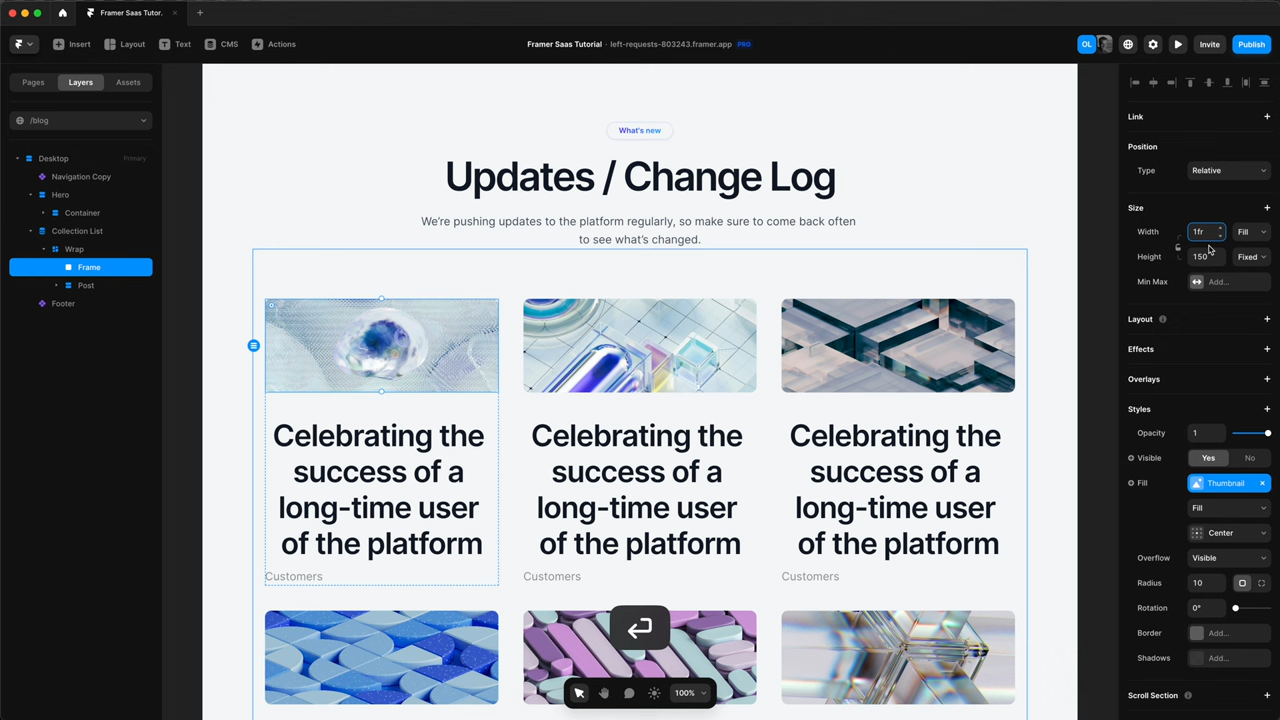 Framer Saas Tutor.
Insert
Layout
Text
CMS
Actions
Framer Saas Tutorial · left-requests-803243.framer.app PRO
OL
Invite
Publish
Pages
Layers
Assets
/blog
Desktop
Primary
Navigation Copy
Hero
Container
Collection List
Wrap
Frame
Post
Footer
What's new
Updates / Change Log
We're pushing updates to the platform regularly, so make sure to come back often
to see what's changed.
Celebrating the
success of a
long-time user
of the platform
Customers
Celebrating the
success of a
long-time user
of the platform
Customers
Celebrating the
success of a
long-time user
of the platform
Customers
100%
Link
Position
Type
Relative
Size
Width
1fr
Fill
Height
150
Fixed
Min Max
Add...
Layout
Effects
Overlays
Styles
Opacity
1
Visible
Yes
No
Fill
Thumbnail
Fill
Center
Overflow
Visible
Radius
10
Rotation
0°
Border
Add...
Shadows
Add...
Scroll Section